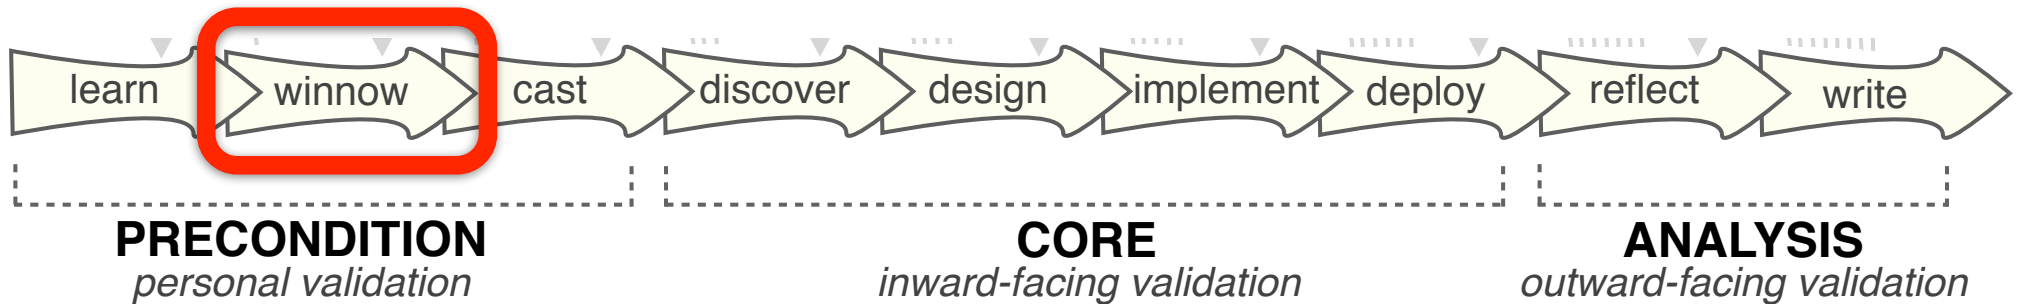 learn winnow cast discover design implement deploy reflect write
PRECONDITION CORE ANALYSIS
personal validation inward-facing validation outward-facing validation